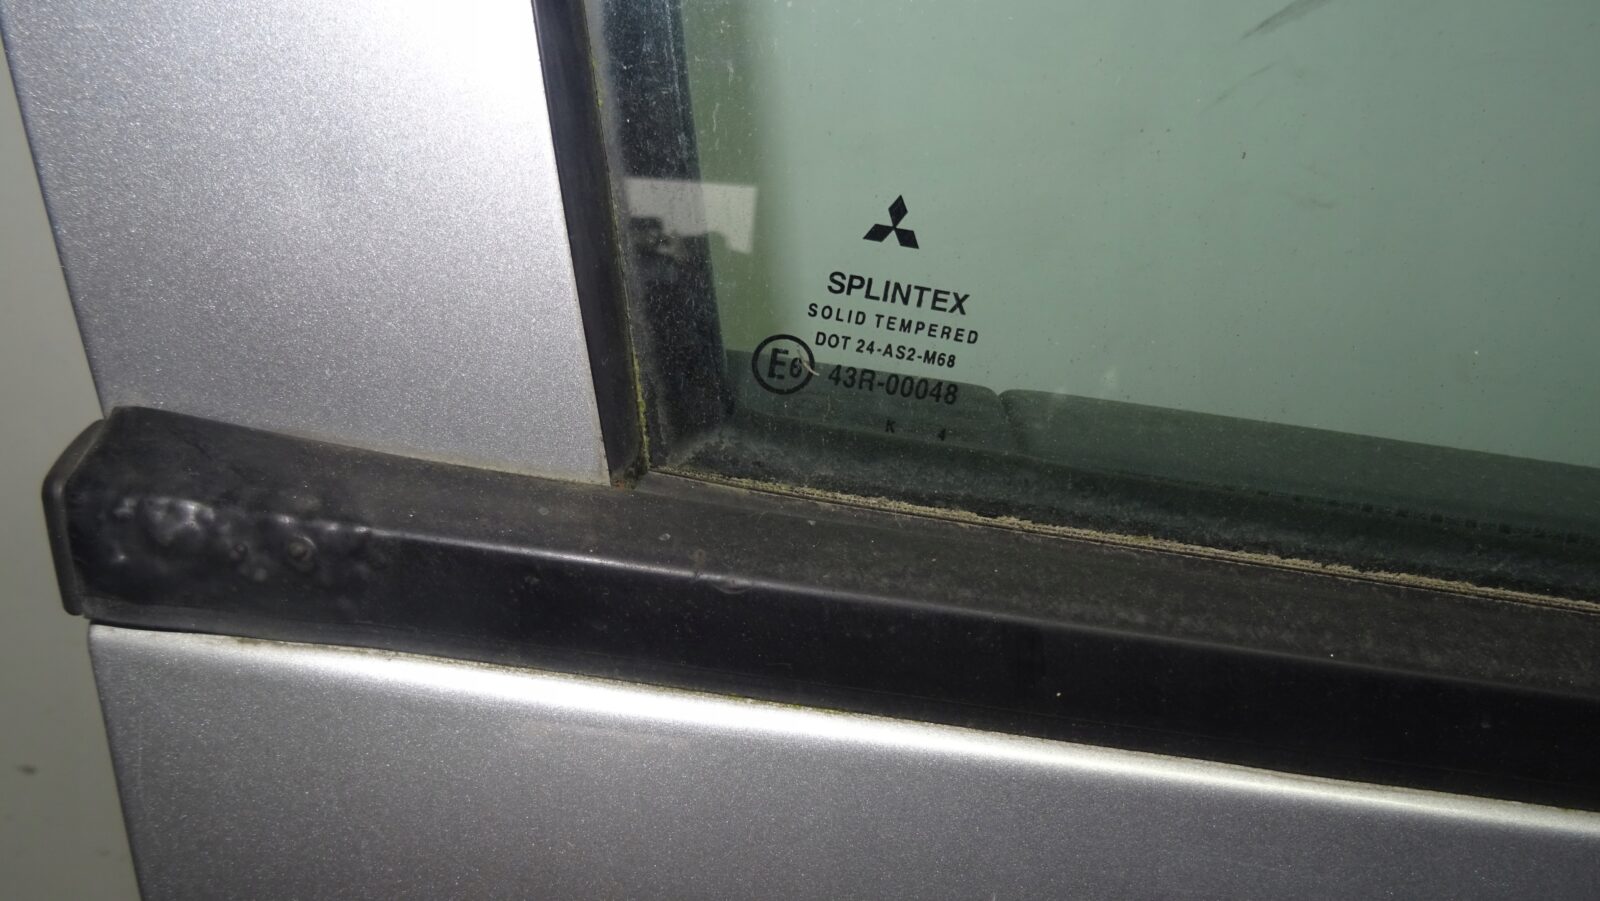 SPLINTEX
SOLID TEMPERED
DOT 24-AS2-M68
E6 43R-00048
K 4